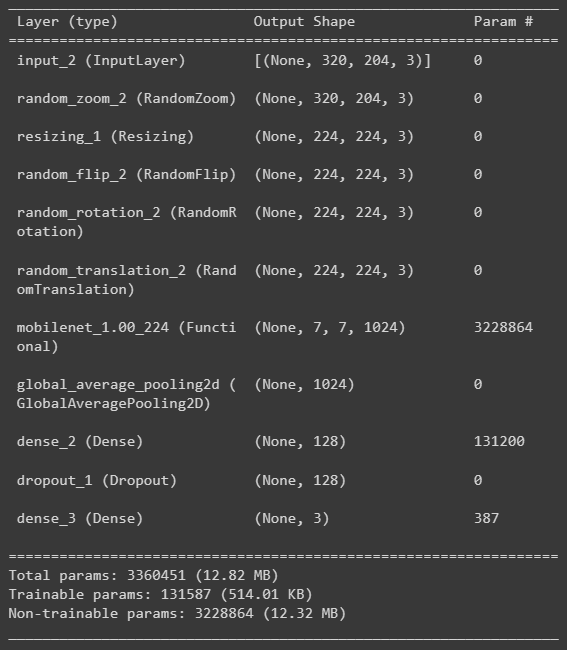 Layer (type) Output Shape Param #
=================================================================
input_2 (InputLayer) [(None, 320, 204, 3)] 0
random_zoom_2 (RandomZoom) (None, 320, 204, 3) 0
resizing_1 (Resizing) (None, 224, 224, 3) 0
random_flip_2 (RandomFlip) (None, 224, 224, 3) 0
random_rotation_2 (RandomR (None, 224, 224, 3) 0
otation)
random_translation_2 (Rand (None, 224, 224, 3) 0
omTranslation)
mobilenet_1.00_224 (Functi (None, 7, 7, 1024) 3228864
onal)
global_average_pooling2d ( (None, 1024) 0
GlobalAveragePooling2D)
dense_2 (Dense) (None, 128) 131200
dropout_1 (Dropout) (None, 128) 0
dense_3 (Dense) (None, 3) 387
=================================================================
Total params: 3360451 (12.82 MB)
Trainable params: 131587 (514.01 KB)
Non-trainable params: 3228864 (12.32 MB)